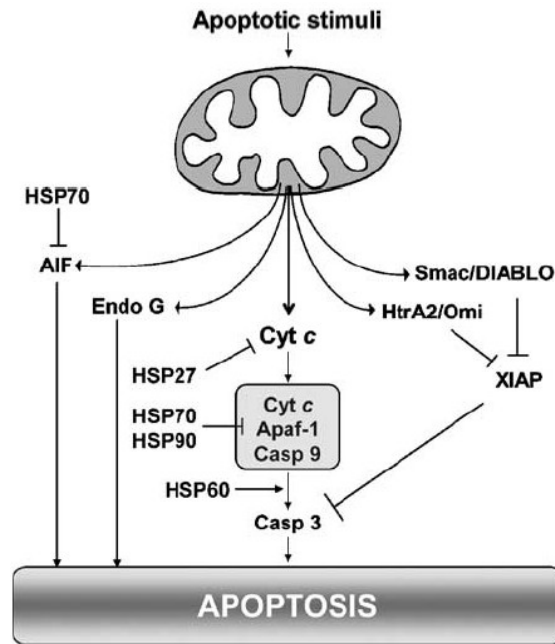 Apoptotic stimuli
HSP70
AIF
Smac/DIABLO
Endo G
HtrA2/Omi
Cyt c
HSP27
XIAP
HSP70
HSP90
Cyt c
Apaf-1
Casp 9
HSP60
Casp 3
APOPTOSIS